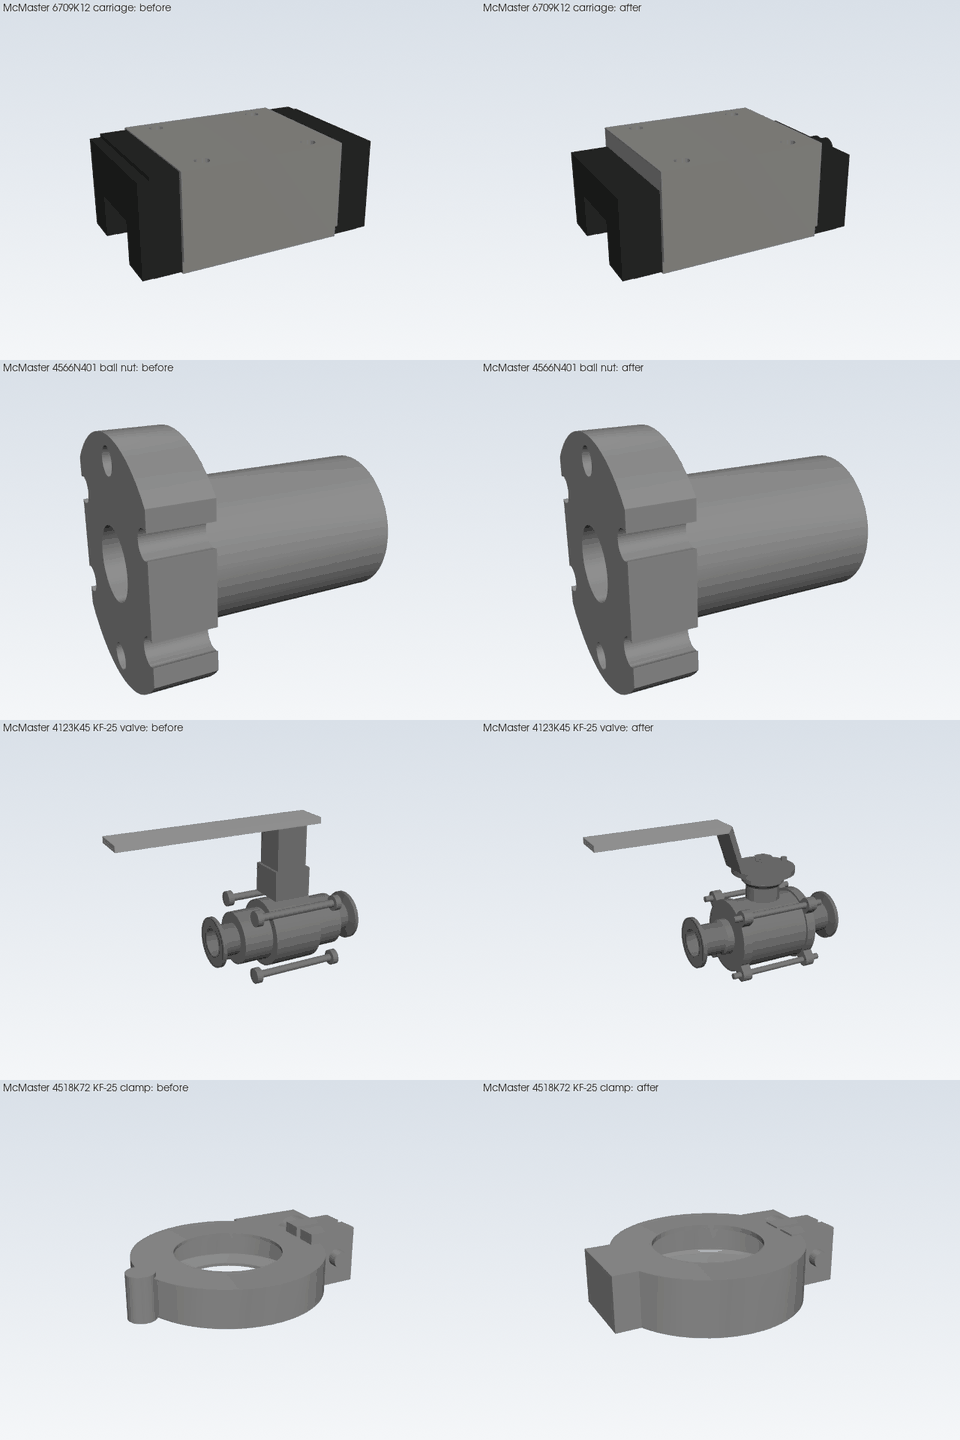 McMaster 6709K12 carriage: before
McMaster 6709K12 carriage: after
McMaster 4566N401 ball nut: before
McMaster 4566N401 ball nut: after
McMaster 4123K45 KF-25 valve: before
McMaster 4123K45 KF-25 valve: after
McMaster 4518K72 KF-25 clamp: before
McMaster 4518K72 KF-25 clamp: after